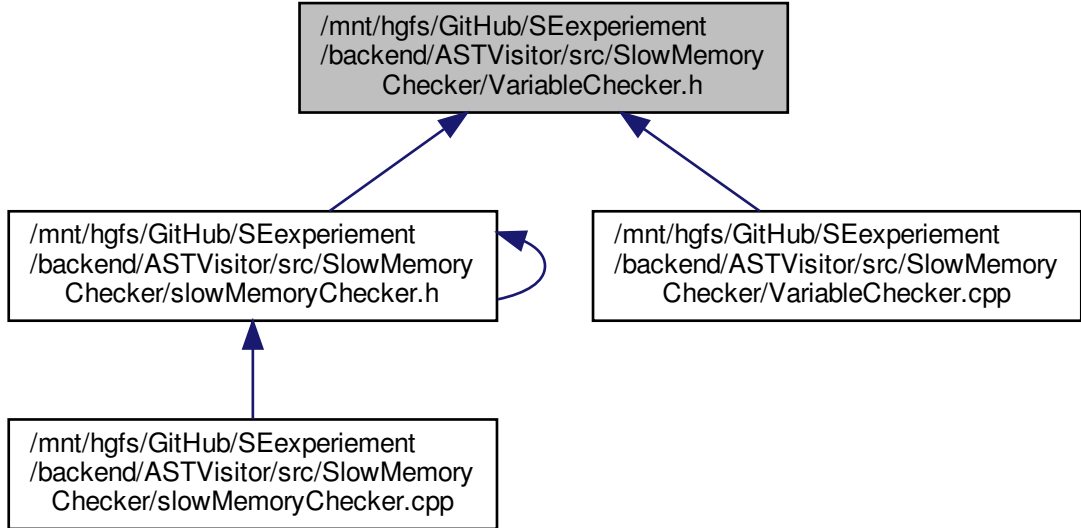 /mnt/hgfs/GitHub/SEexperiement
/backend/ASTVisitor/src/SlowMemory
Checker/VariableChecker.h
/mnt/hgfs/GitHub/SEexperiement
/backend/ASTVisitor/src/SlowMemory
Checker/slowMemoryChecker.h
/mnt/hgfs/GitHub/SEexperiement
/backend/ASTVisitor/src/SlowMemory
Checker/VariableChecker.cpp
/mnt/hgfs/GitHub/SEexperiement
/backend/ASTVisitor/src/SlowMemory
Checker/slowMemoryChecker.cpp